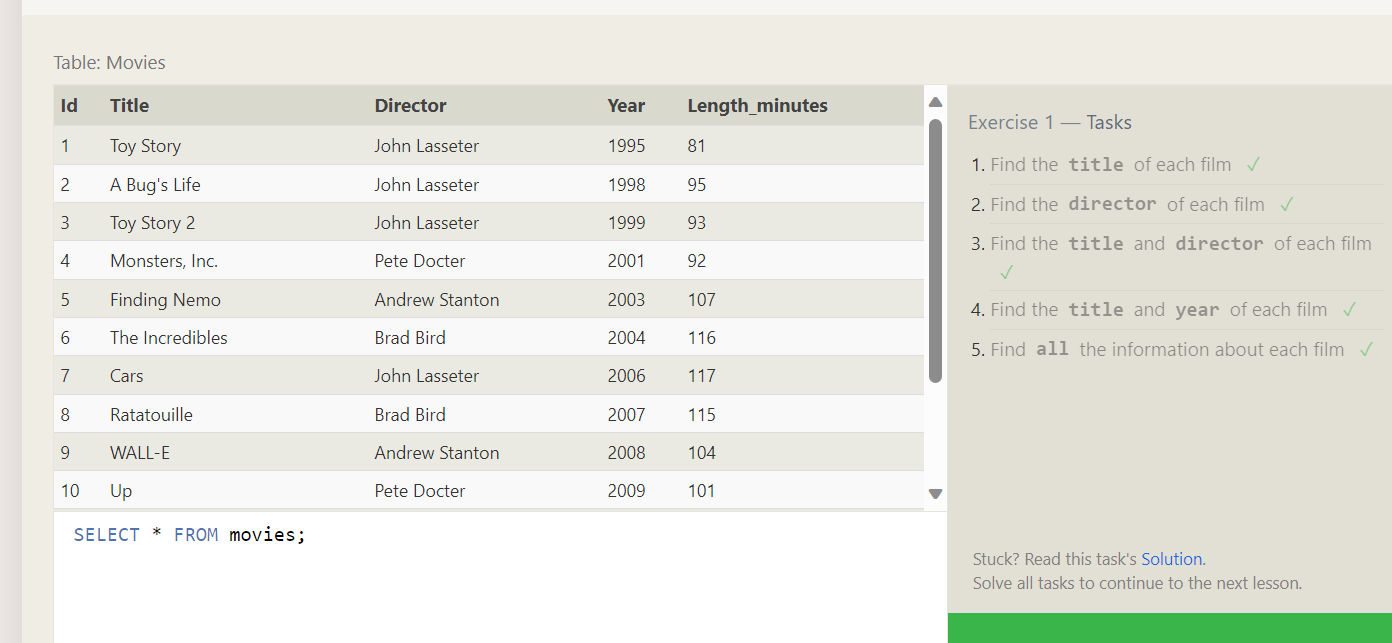 Table: Movies
Id Title Director Year Length_minutes
1 Toy Story John Lasseter 1995 81
2 A Bug's Life John Lasseter 1998 95
3 Toy Story 2 John Lasseter 1999 93
4 Monsters, Inc. Pete Docter 2001 92
5 Finding Nemo Andrew Stanton 2003 107
6 The Incredibles Brad Bird 2004 116
7 Cars John Lasseter 2006 117
8 Ratatouille Brad Bird 2007 115
9 WALL-E Andrew Stanton 2008 104
10 Up Pete Docter 2009 101
SELECT * FROM movies;
Exercise 1 — Tasks
1. Find the title of each film ✓
2. Find the director of each film ✓
3. Find the title and director of each film
✓
4. Find the title and year of each film ✓
5. Find all the information about each film ✓
Stuck? Read this task's Solution.
Solve all tasks to continue to the next lesson.